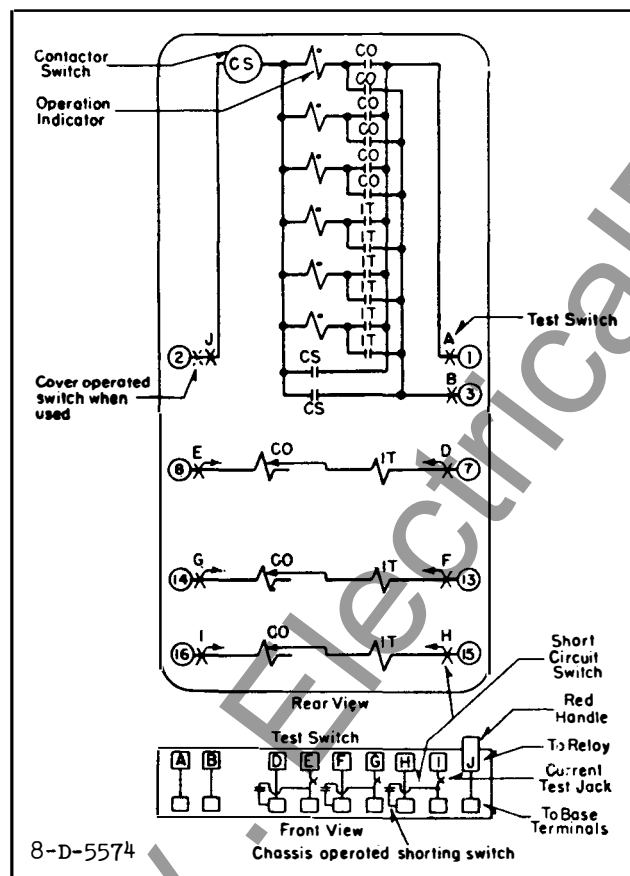 Contactor
Switch
CS
Operation
Indicator
CO
CO
CO
CO
CO
CO
IT
IT
IT
IT
IT
IT
CS
CS
A
Test Switch
1
B
3
2
J
Cover operated
switch when
used
E
8
CO
IT
D
7
G
14
CO
IT
F
13
I
16
CO
IT
H
15
Short
Circuit
Switch
Rear View
Red
Handle
Test Switch
A
B
D
E
F
G
H
I
J
To Relay
Current
Test Jack
To Base
Terminals
Front View
Chassis operated shorting switch
8-D-5574
. Electrical